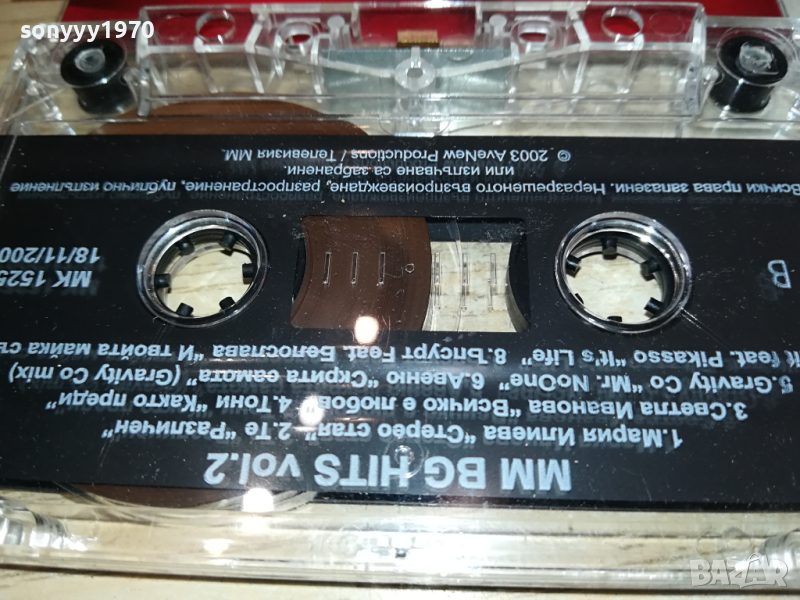 sonyyy1970
MM BG HITS vol.2
1.Мария Илиева "Стерео стая" 2.Те "Различен"
3.Светла Иванова "Всичко е любов" 4.Тони "Както преди"
5.Gravity Co "Mr. NoOne" 6.Авеню "Скрита самота" (Gravity Co.mix)
feat. Pikasso "It's Life" 8.Ъпсурт Feat. Белослава "И твойта майка
B
MK 1525
18/11/200
Всички права запазени. Неразрешеното възпроизвеждане, разпространение, публично изпълнение
или излъчване са забранени.
© 2003 AveNew Productions / Телевизия ММ.
BAZAR